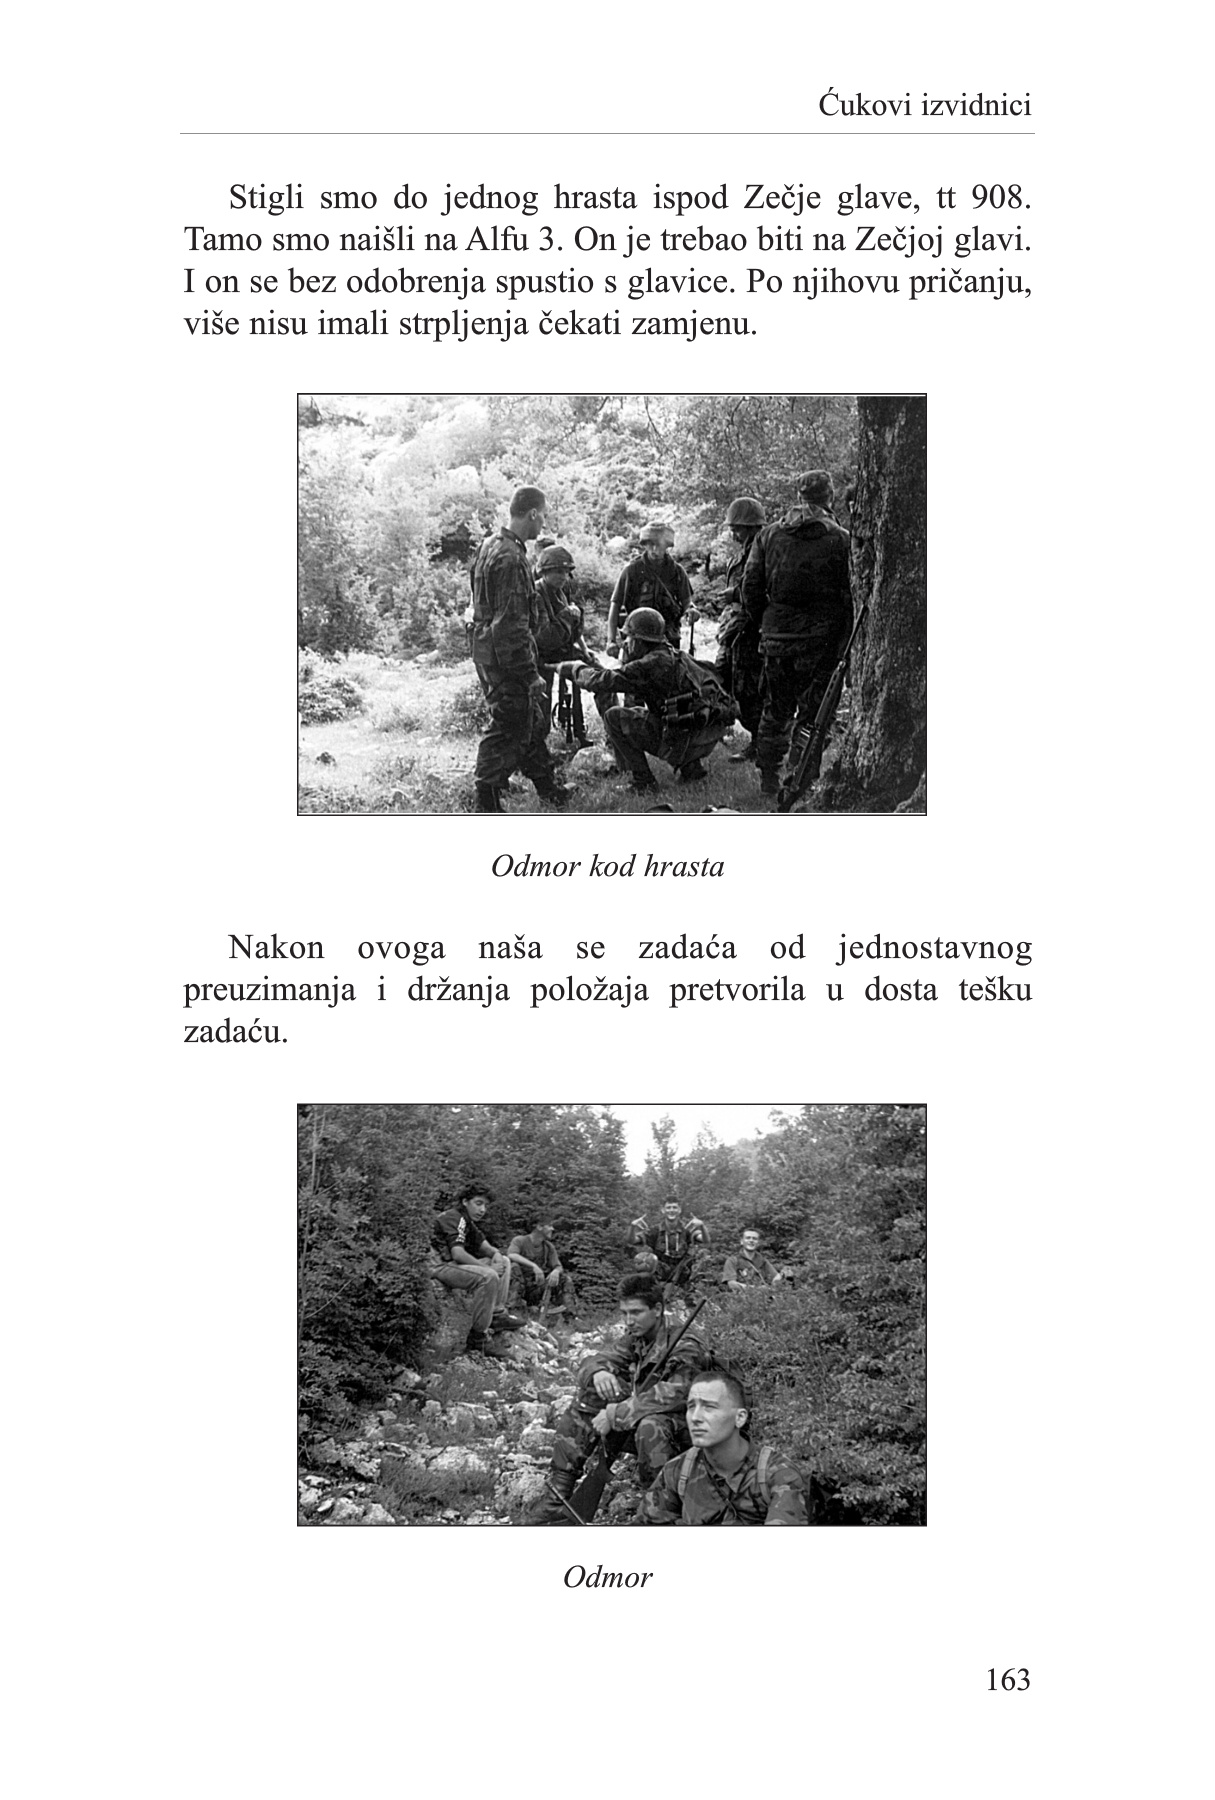 Ćukovi izvidnici
Stigli smo do jednog hrasta ispod Zečje glave, tt 908.
Tamo smo naišli na Alfu 3. On je trebao biti na Zečjoj glavi.
I on se bez odobrenja spustio s glavice. Po njihovu pričanju,
više nisu imali strpljenja čekati zamjenu.
Odmor kod hrasta
Nakon ovoga naša se zadaća od jednostavnog
preuzimanja i držanja položaja pretvorila u dosta tešku
zadaću.
Odmor
163